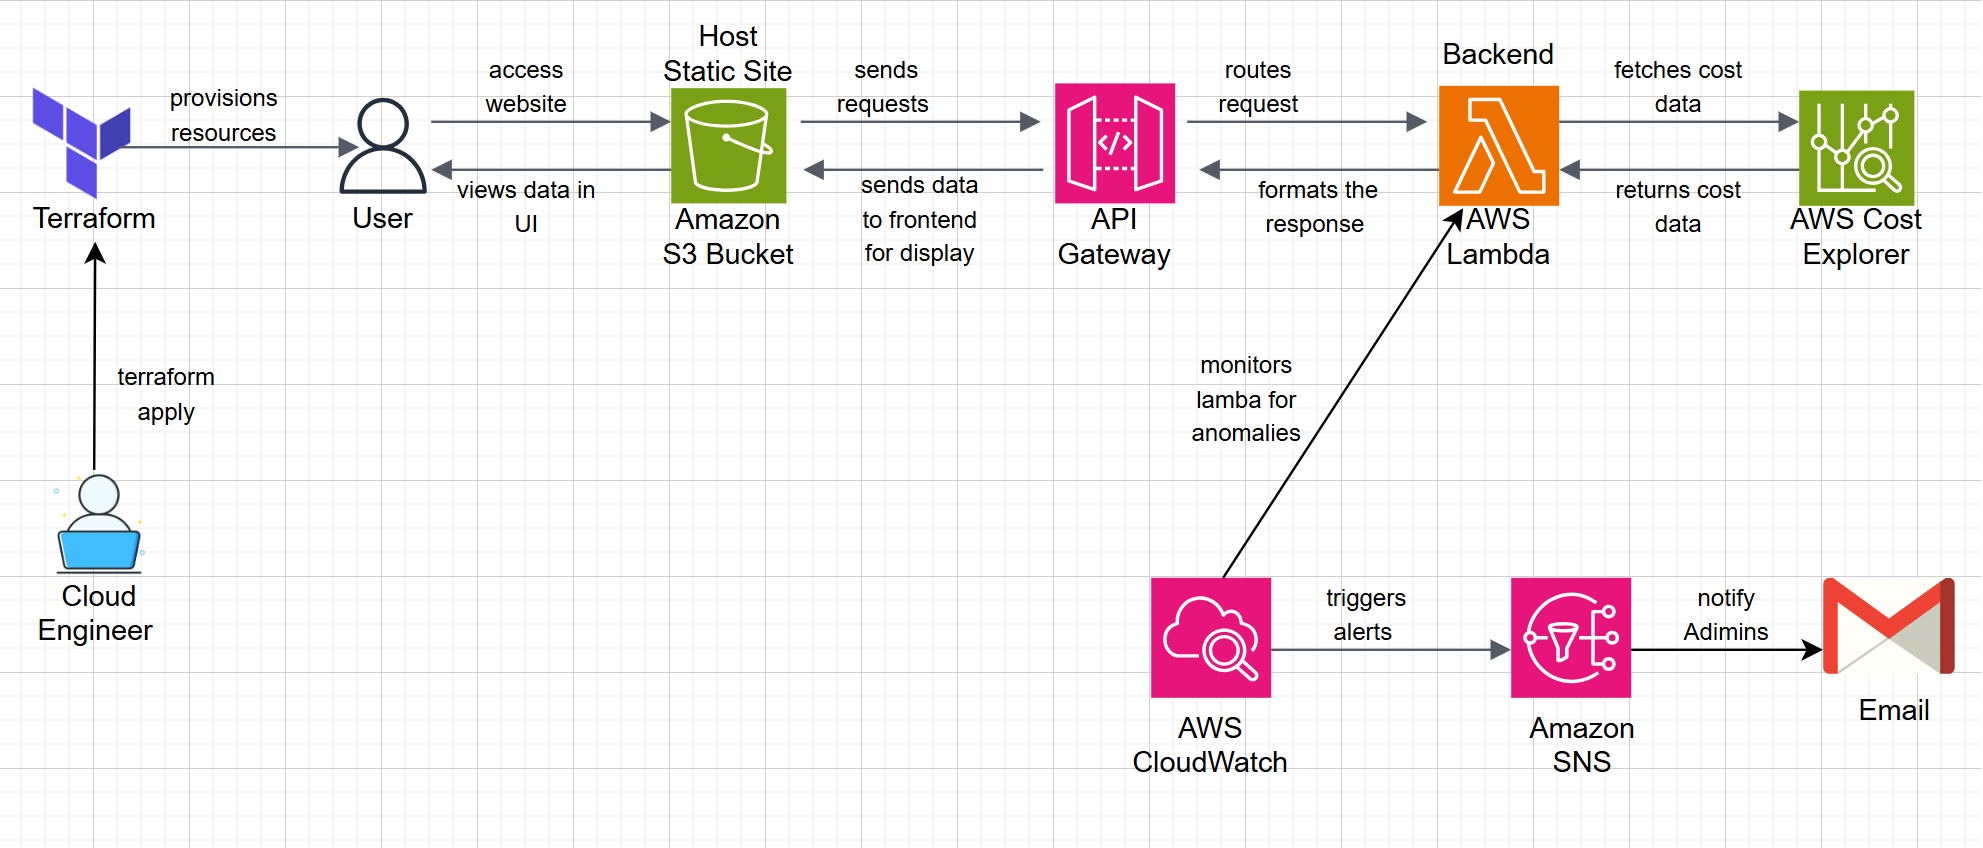 Host
Static Site
Backend
provisions
resources
access
website
sends
requests
routes
request
fetches cost
data
views data in
UI
sends data
to frontend
for display
formats the
response
returns cost
data
Terraform
User
Amazon
S3 Bucket
API
Gateway
AWS
Lambda
AWS Cost
Explorer
terraform
apply
monitors
lamba for
anomalies
Cloud
Engineer
triggers
alerts
notify
Adimins
AWS
CloudWatch
Amazon
SNS
Email